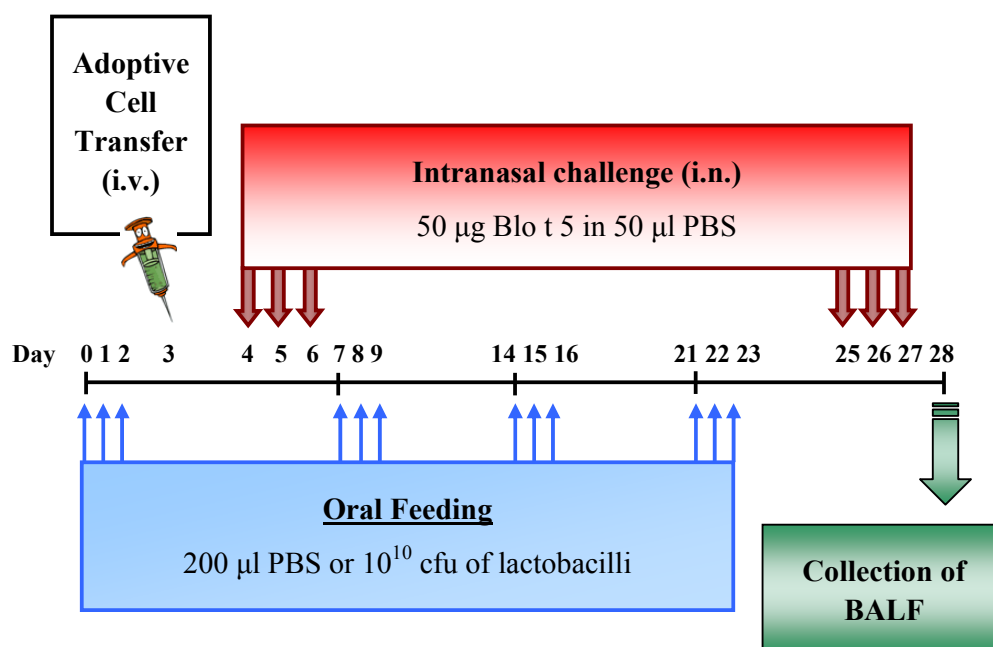 Adoptive
Cell
Transfer
(i.v.)
Intranasal challenge (i.n.)
50 μg Blo t 5 in 50 μl PBS
Day 0 1 2 3 4 5 6 7 8 9 14 15 16 21 22 23 25 26 27 28
Oral Feeding
200 μl PBS or 10¹⁰ cfu of lactobacilli
Collection of
BALF